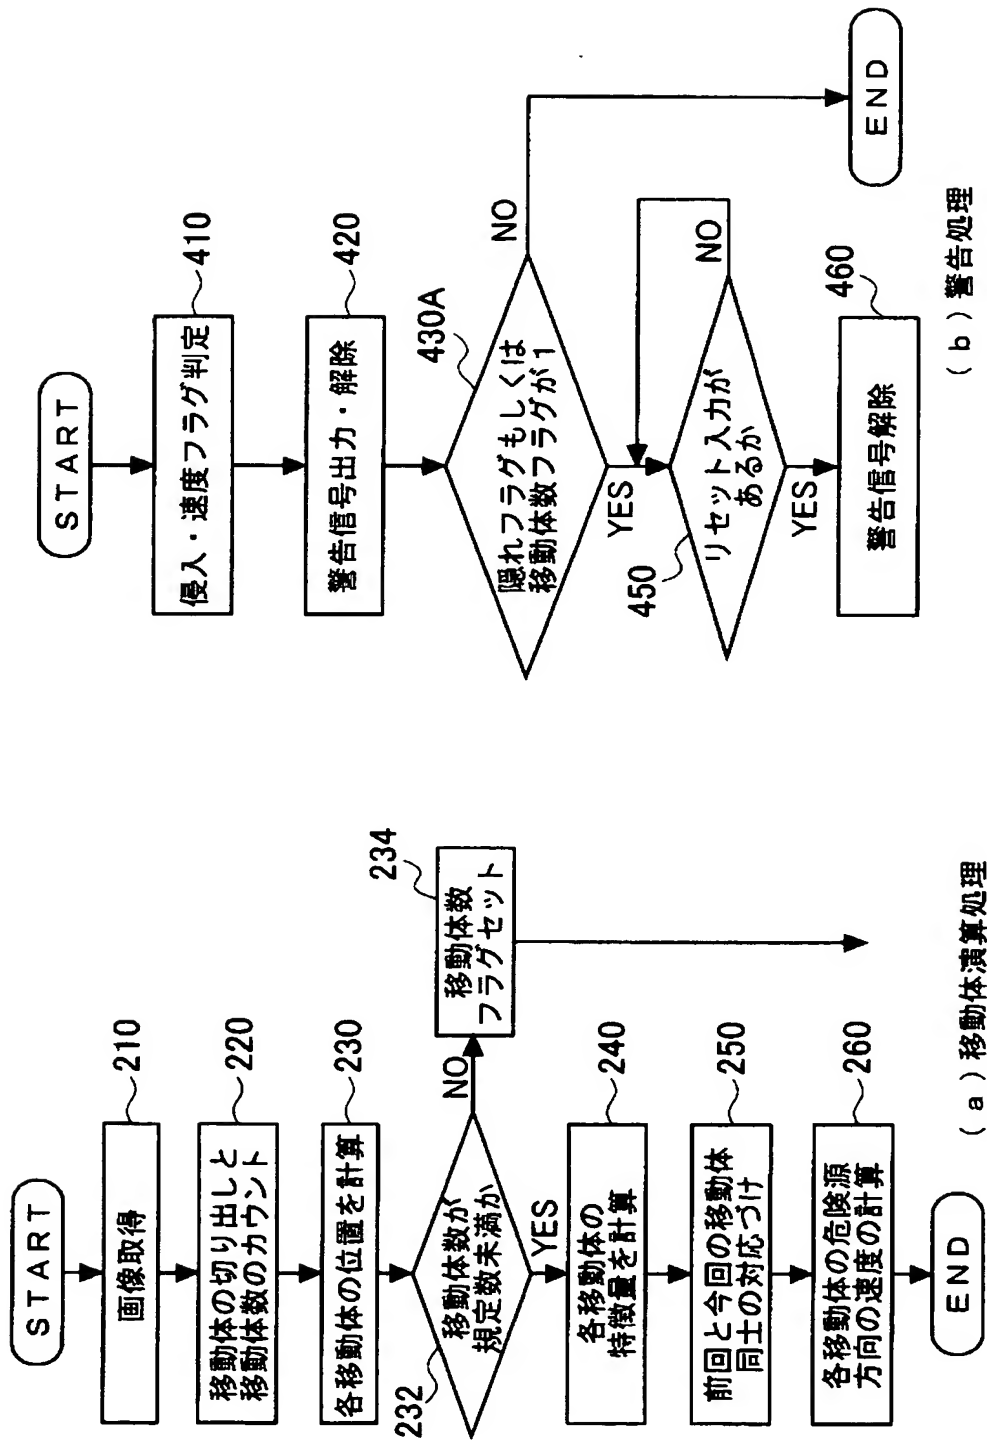 START
画像取得
210
移動体の切り出しと
移動体数のカウント
220
各移動体の位置を計算
230
移動体数が
規定数未満か
232
NO
移動体数
フラグセット
234
YES
各移動体の
特徴量を計算
240
前回と今回の移動体
同士の対応づけ
250
各移動体の危険源
方向の速度の計算
260
END
(a)移動体演算処理
START
侵入・速度フラグ判定
410
警告信号出力・解除
420
隠れフラグもしくは
移動体数フラグが1
430A
NO
YES
リセット入力が
あるか
450
NO
YES
警告信号解除
460
END
(b)警告処理